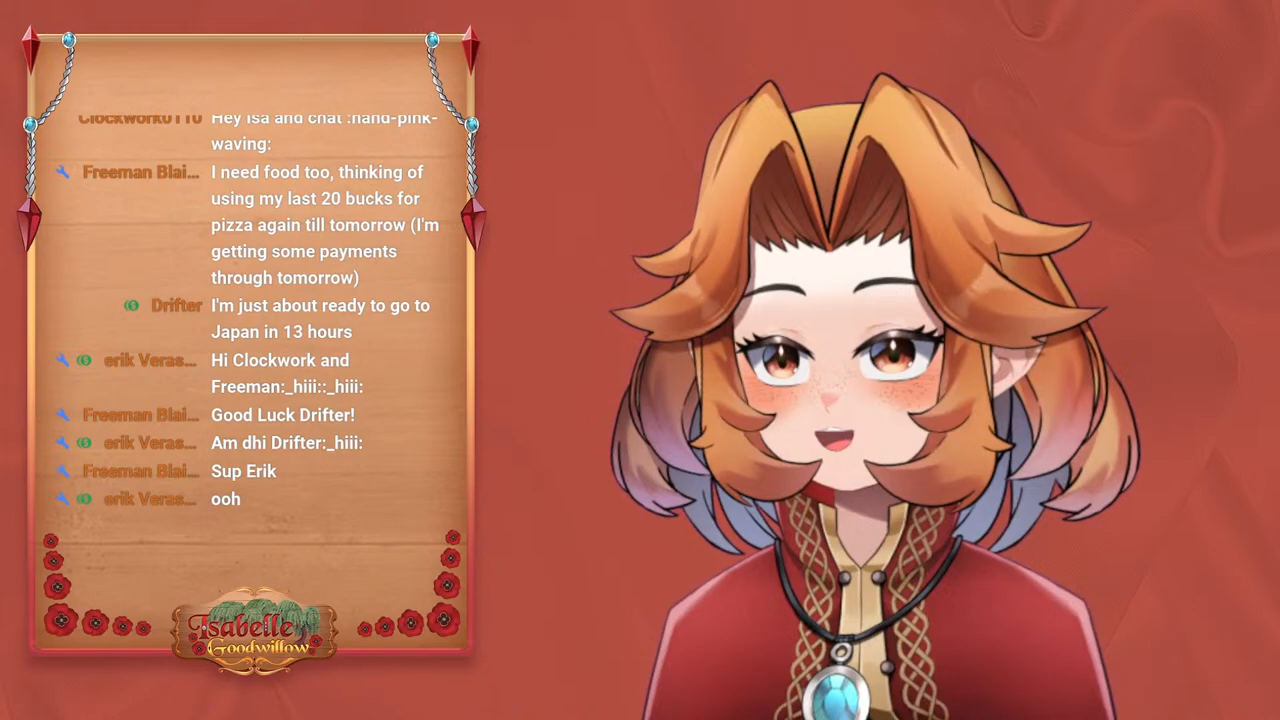 Clockwork0110 Hey Isa and chat :hand-pink-
waving:
Freeman Blai... I need food too, thinking of
using my last 20 bucks for
pizza again till tomorrow (I'm
getting some payments
through tomorrow)
Drifter I'm just about ready to go to
Japan in 13 hours
erik Veras... Hi Clockwork and
Freeman:_hiii::_hiii:
Freeman Blai... Good Luck Drifter!
erik Veras... Am dhi Drifter:_hiii:
Freeman Blai... Sup Erik
erik Veras... ooh
Isabelle
Goodwillow